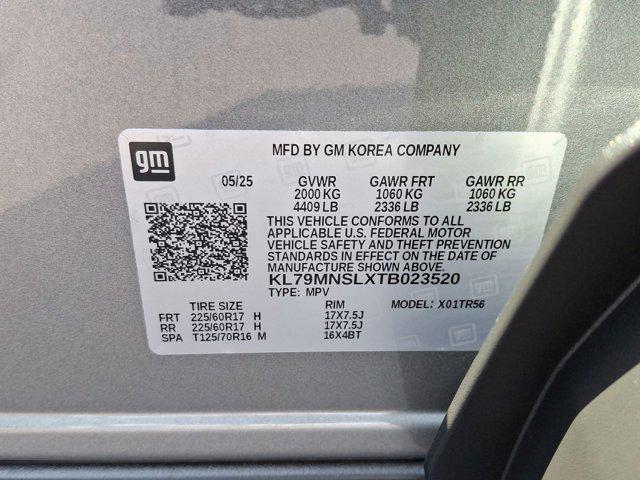 gm
MFD BY GM KOREA COMPANY
05/25 GVWR GAWR FRT GAWR RR
2000 KG 1060 KG 1060 KG
4409 LB 2336 LB 2336 LB
THIS VEHICLE CONFORMS TO ALL
APPLICABLE U.S. FEDERAL MOTOR
VEHICLE SAFETY AND THEFT PREVENTION
STANDARDS IN EFFECT ON THE DATE OF
MANUFACTURE SHOWN ABOVE.
KL79MNSLXTB023520
TYPE: MPV MODEL: X01TR56
TIRE SIZE RIM
FRT 225/60R17 H 17X7.5J
RR 225/60R17 H 17X7.5J
SPA T125/70R16 M 16X4BT